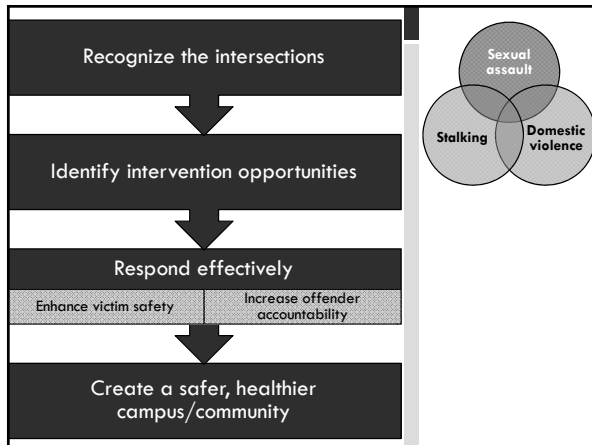 Recognize the intersections
Identify intervention opportunities
Respond effectively
Enhance victim safety
Increase offender
accountability
Create a safer, healthier
campus/community
Sexual
assault
Stalking
Domestic
violence